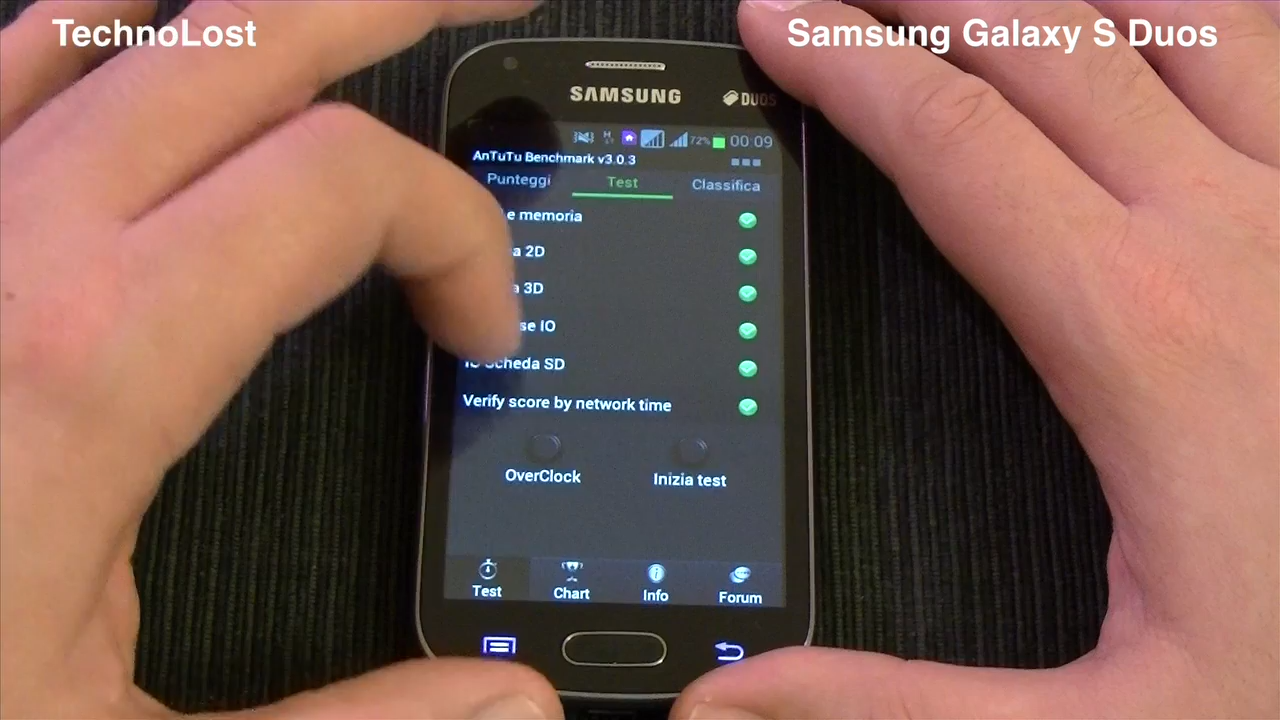 TechnoLost
Samsung Galaxy S Duos
SAMSUNG
DUOS
72% 00:09
AnTuTu Benchmark v3.0.3
Punteggi Test Classifica
e memoria
a 2D
a 3D
se IO
Scheda SD
Verify score by network time
OverClock Inizia test
Test Chart Info Forum